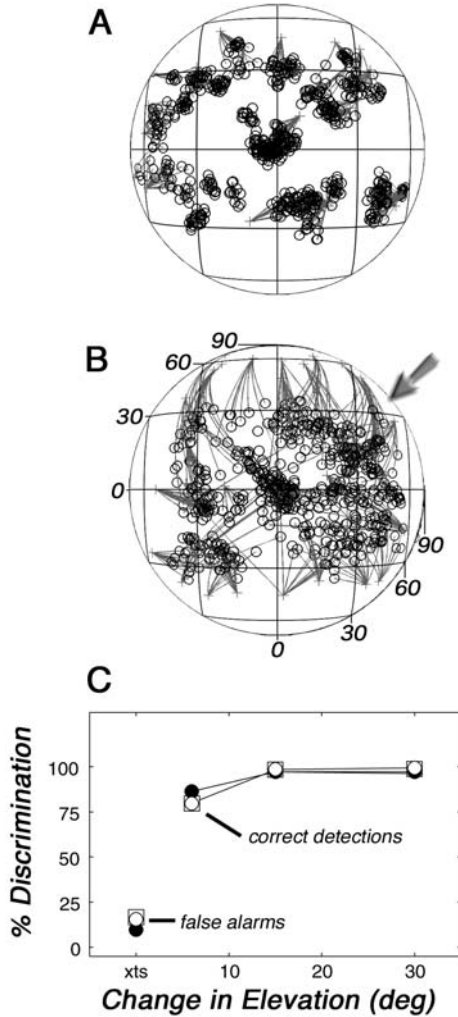 A
B
90
60
30
0
90
60
30
0
C
% Discrimination
100
75
50
25
0
correct detections
false alarms
xts
10
20
30
Change in Elevation (deg)